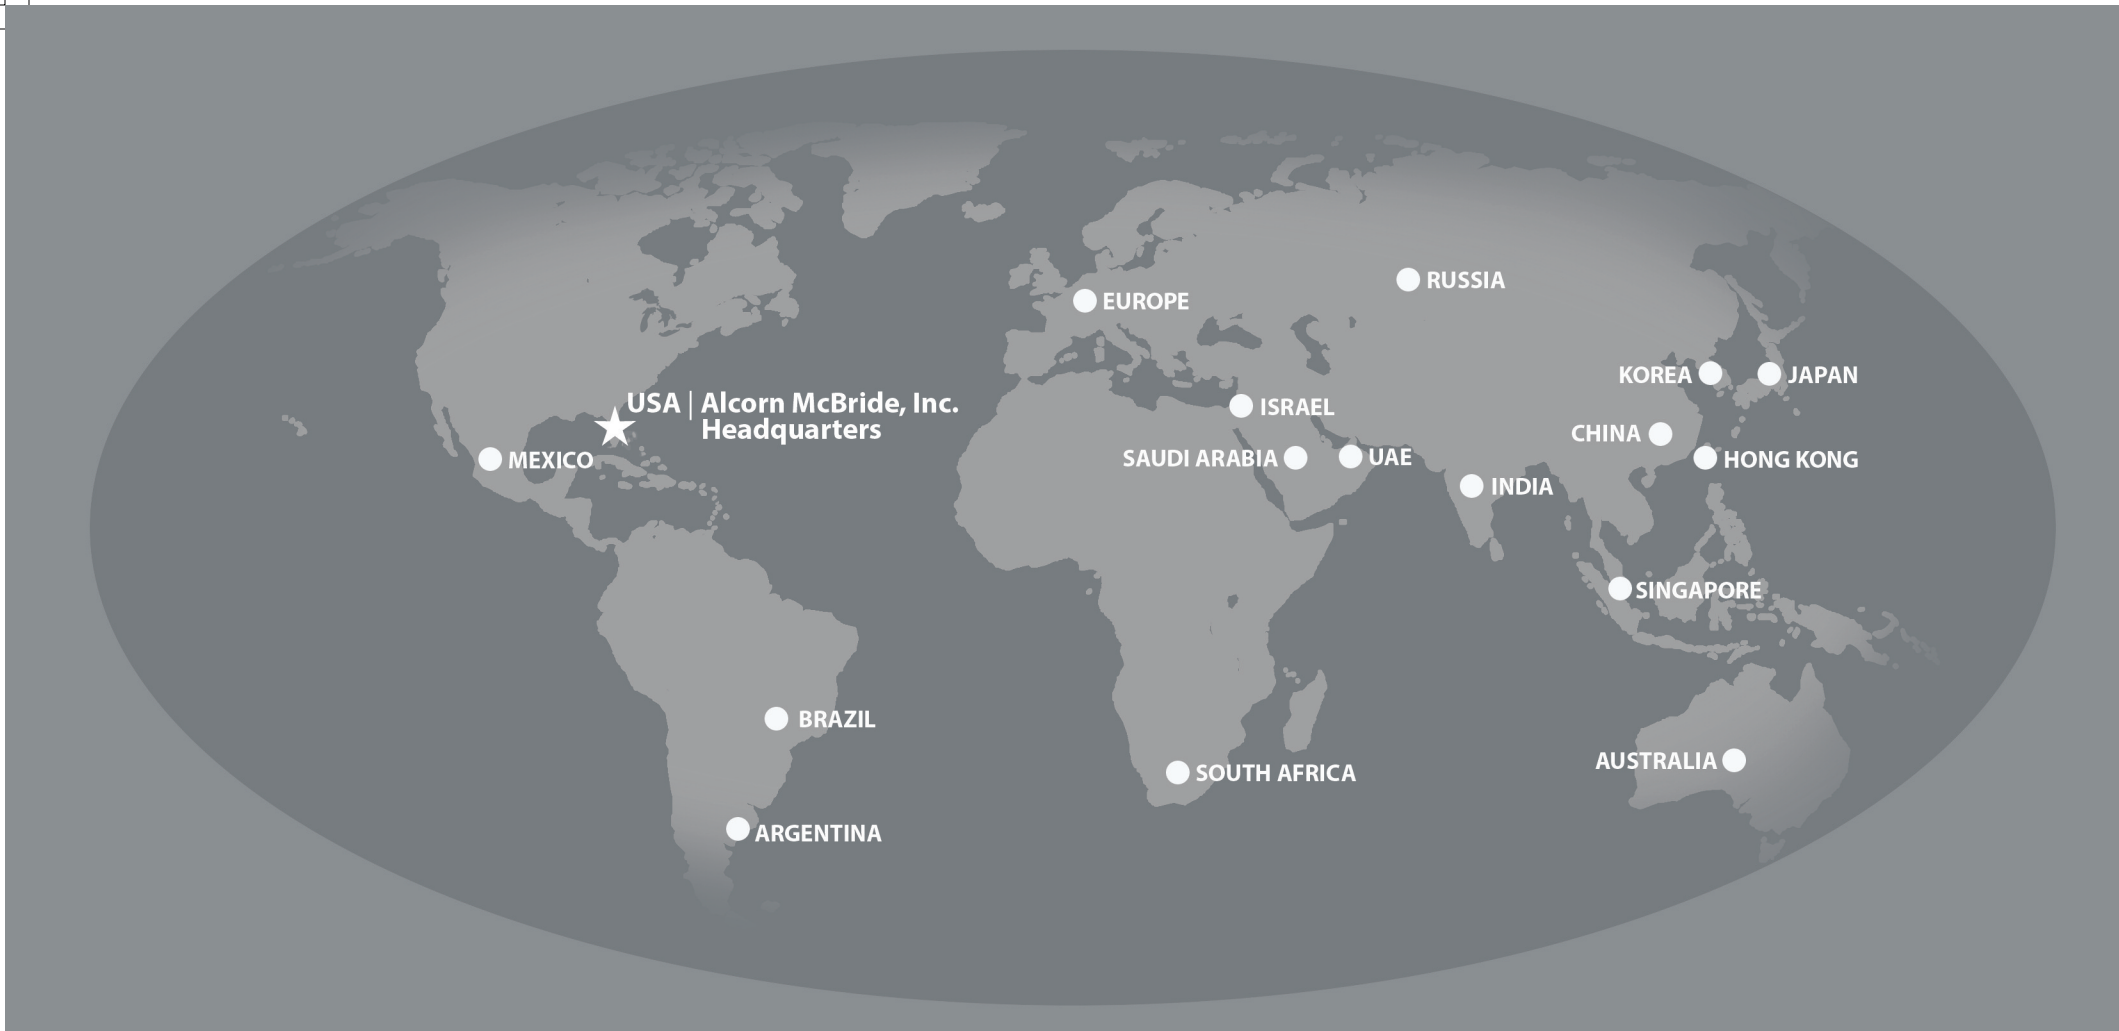 RUSSIA
EUROPE
KOREA
JAPAN
USA | Alcorn McBride, Inc.
Headquarters
ISRAEL
CHINA
MEXICO
SAUDI ARABIA
UAE
HONG KONG
INDIA
SINGAPORE
BRAZIL
AUSTRALIA
SOUTH AFRICA
ARGENTINA